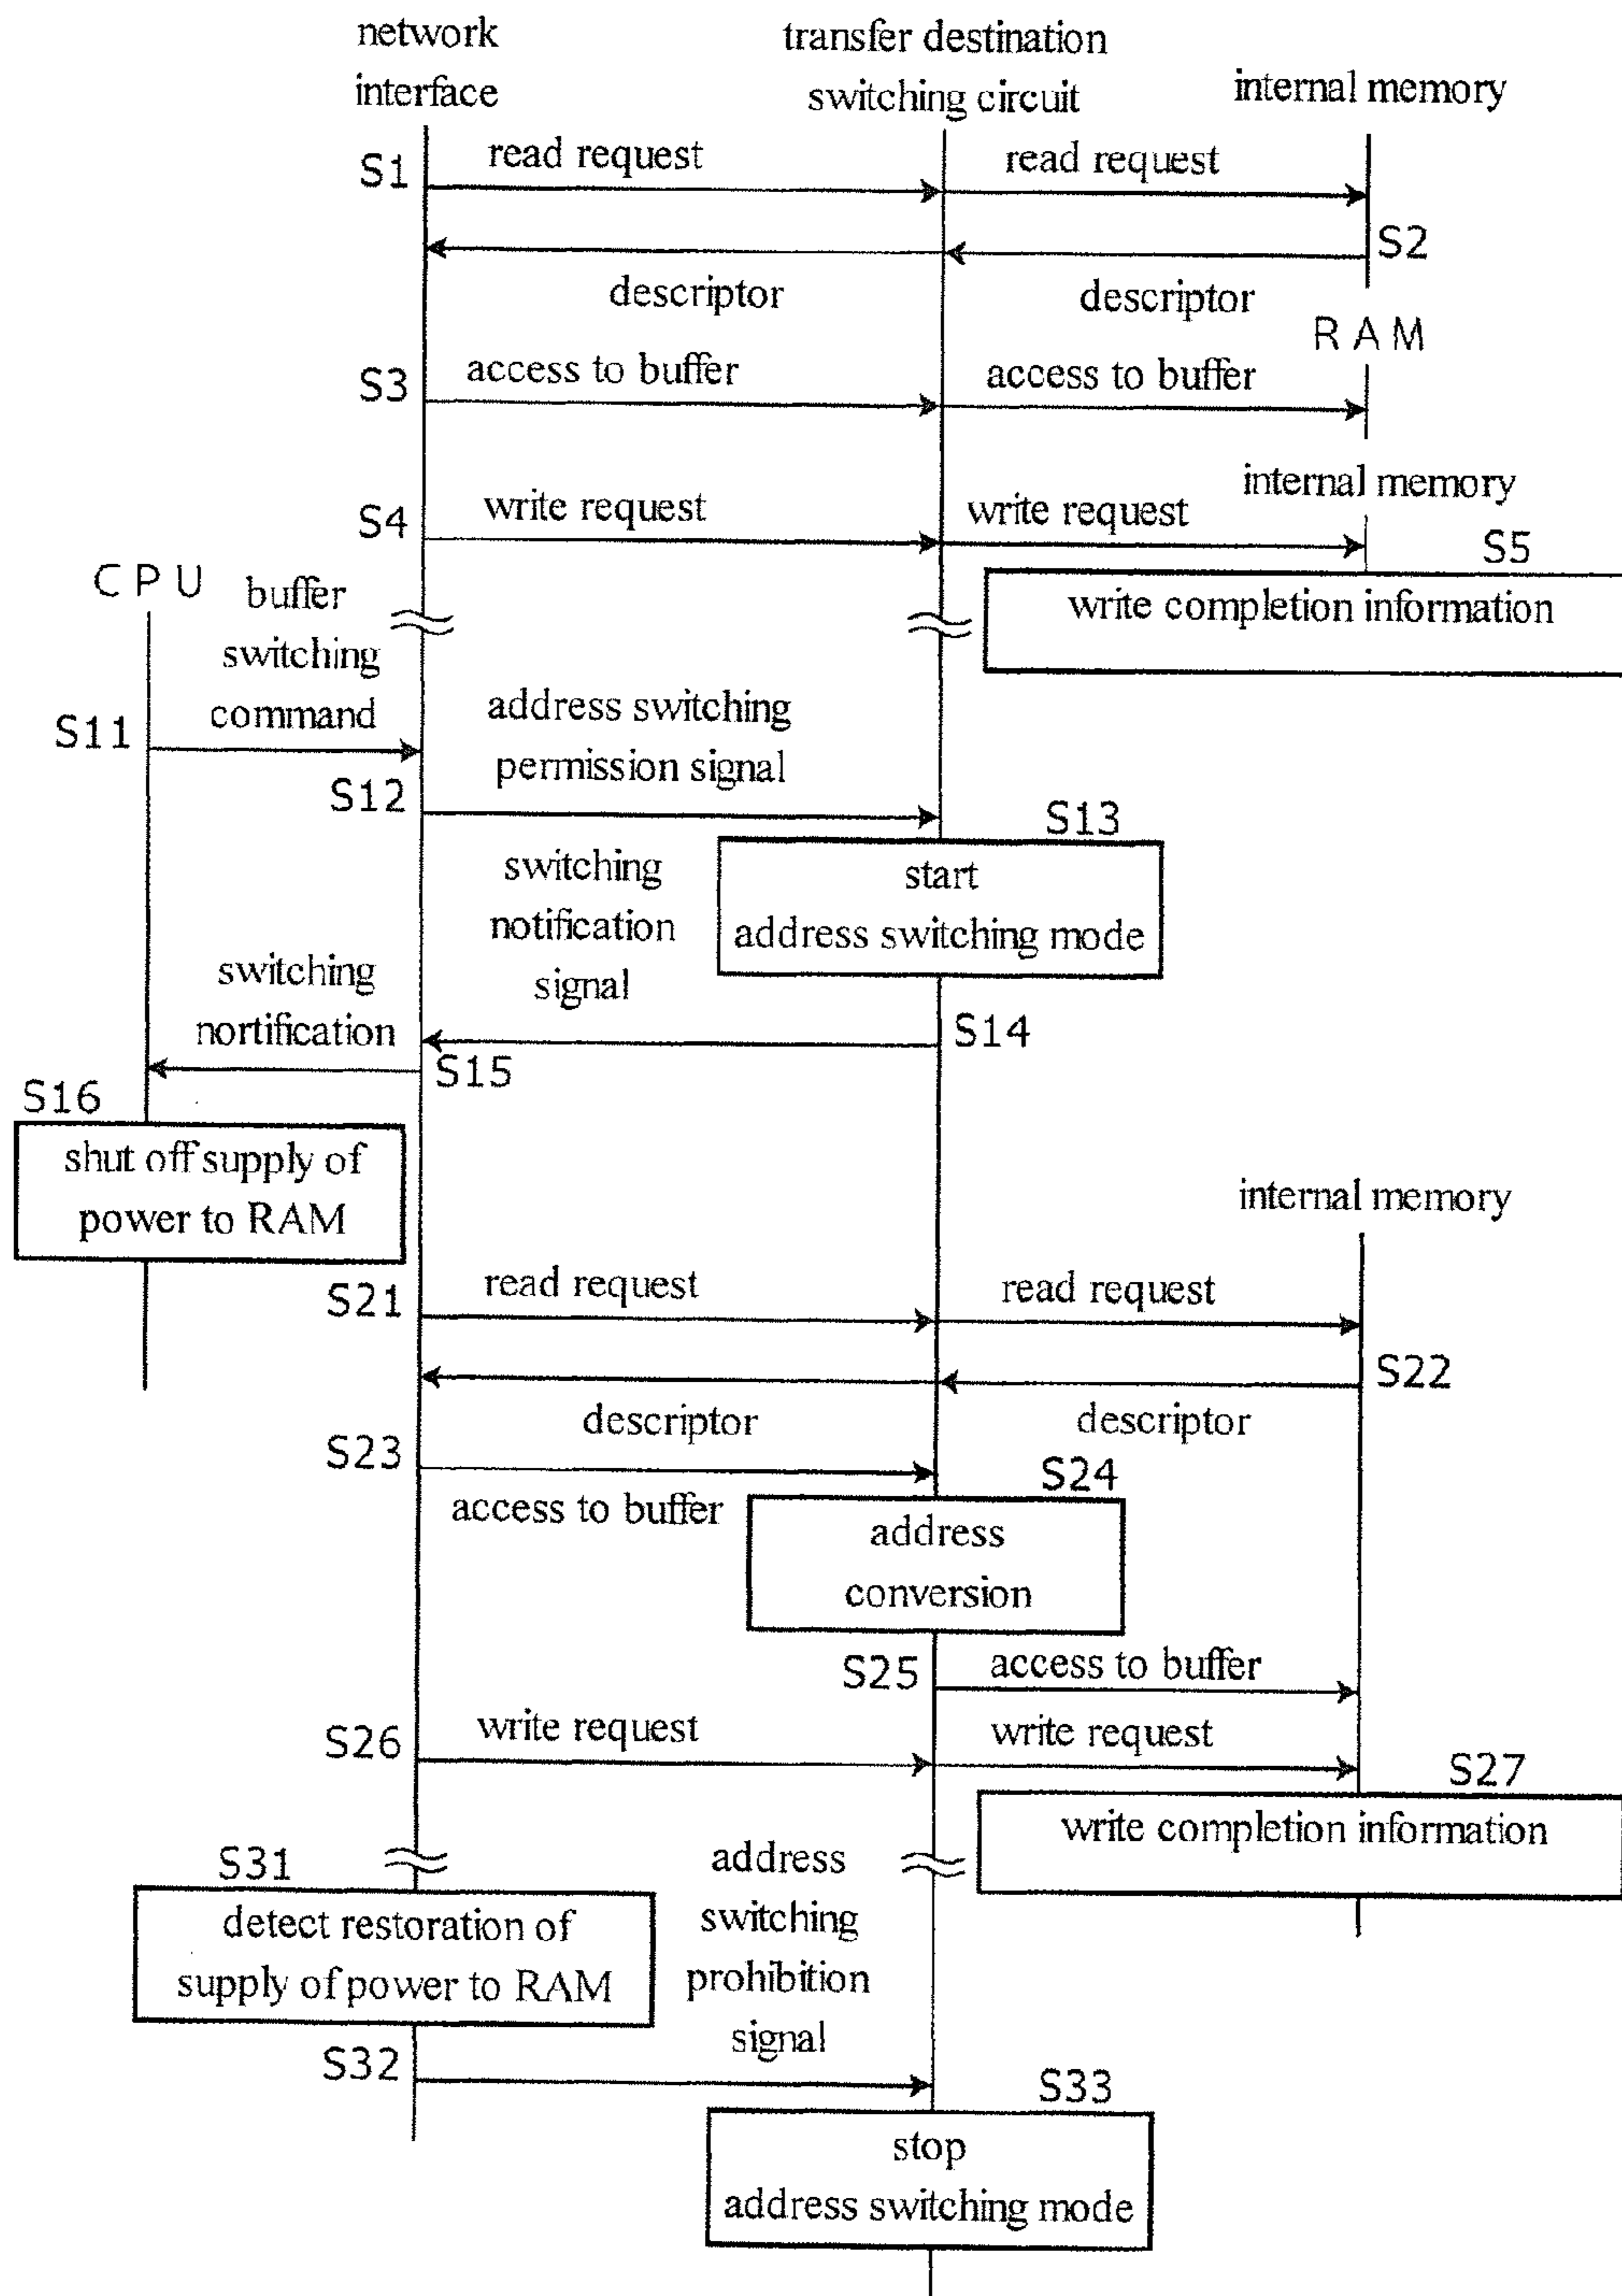 network
interface
transfer destination
switching circuit
internal memory
S1
read request
read request
S2
descriptor
descriptor
RAM
S3
access to buffer
access to buffer
internal memory
S4
write request
write request
S5
write completion information
CPU
buffer
switching
command
S11
address switching
permission signal
S12
S13
start
address switching mode
switching
notification
signal
S14
switching
nortification
S15
S16
shut off supply of
power to RAM
internal memory
S21
read request
read request
S22
descriptor
descriptor
S23
access to buffer
S24
address
conversion
S25
access to buffer
S26
write request
write request
S27
write completion information
S31
detect restoration of
supply of power to RAM
address
switching
prohibition
signal
S32
S33
stop
address switching mode